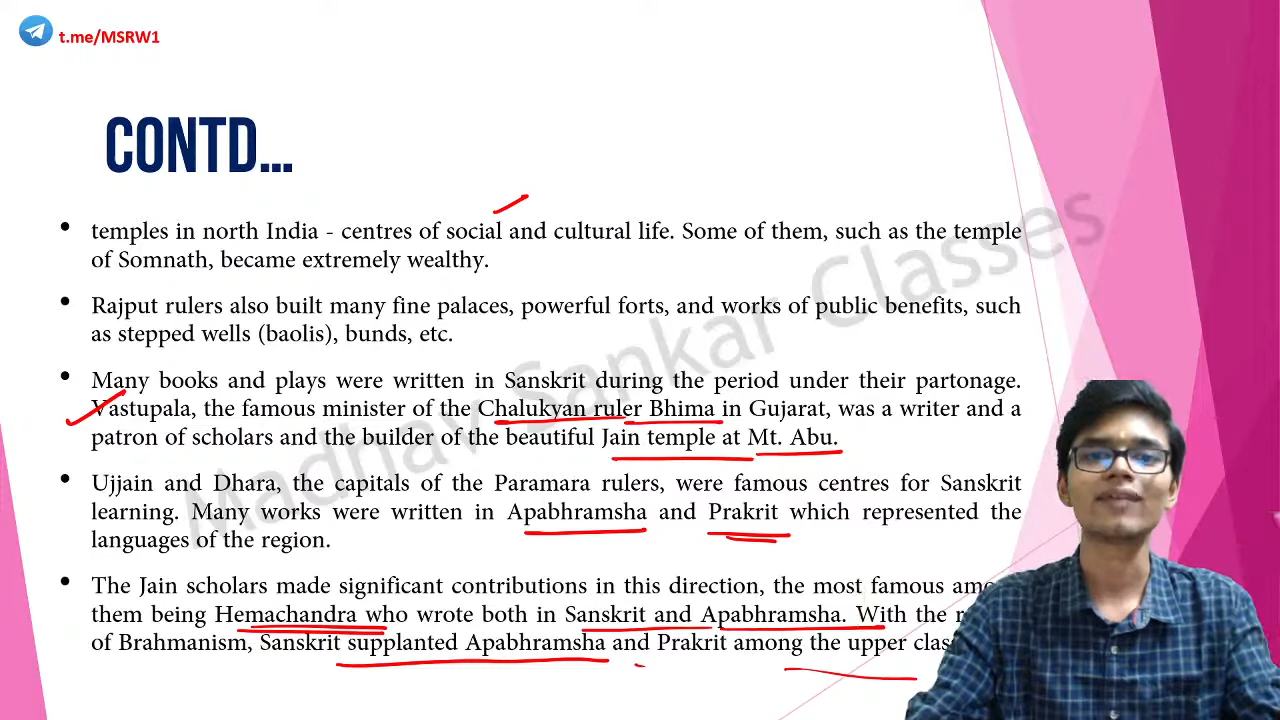 t.me/MSRW1
CONTD...
• temples in north India - centres of social and cultural life. Some of them, such as the temple
of Somnath, became extremely wealthy.
• Rajput rulers also built many fine palaces, powerful forts, and works of public benefits, such
as stepped wells (baolis), bunds, etc.
• Many books and plays were written in Sanskrit during the period under their partonage.
Vastupala, the famous minister of the Chalukyan ruler Bhima in Gujarat, was a writer and a
patron of scholars and the builder of the beautiful Jain temple at Mt. Abu.
• Ujjain and Dhara, the capitals of the Paramara rulers, were famous centres for Sanskrit
learning. Many works were written in Apabhramsha and Prakrit which represented the
languages of the region.
• The Jain scholars made significant contributions in this direction, the most famous
them being Hemachandra who wrote both in Sanskrit and Apabhramsha. With the
of Brahmanism, Sanskrit supplanted Apabhramsha and Prakrit among the upper
Madhav Sankar Classes